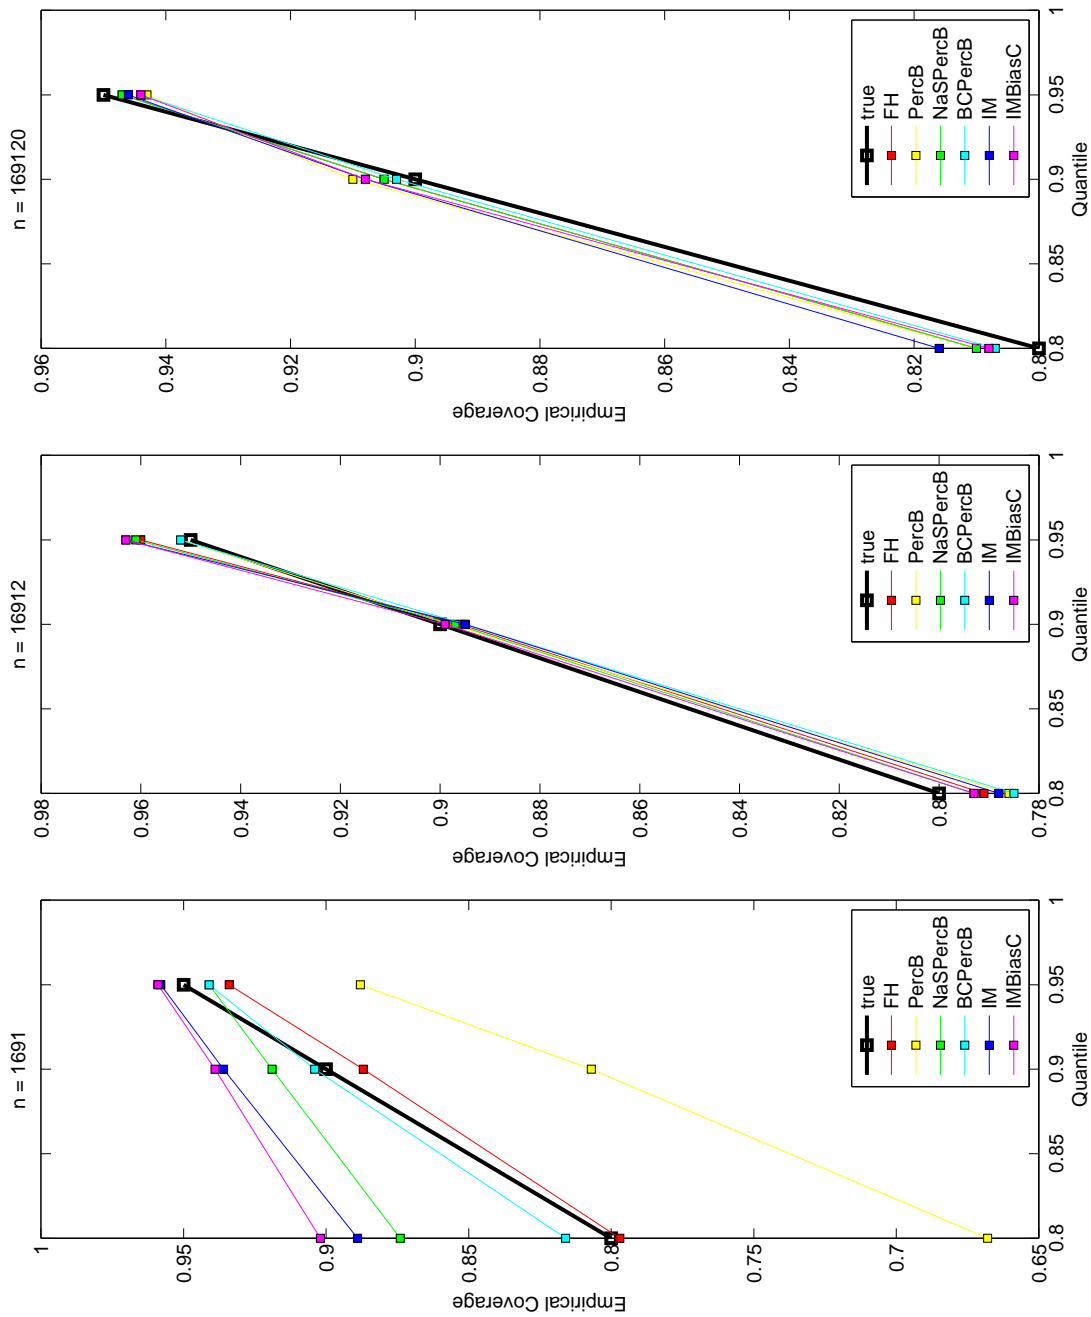 n = 1691
Empirical Coverage
1
0.95
0.9
0.85
0.8
0.75
0.7
0.65
0.8 0.85 0.9 0.95 1
Quantile
true
FH
PercB
NaSPercB
BCPercB
IM
IMBiasC
n = 16912
Empirical Coverage
0.98
0.96
0.94
0.92
0.9
0.88
0.86
0.84
0.82
0.8
0.78
0.8 0.85 0.9 0.95 1
Quantile
true
FH
PercB
NaSPercB
BCPercB
IM
IMBiasC
n = 169120
Empirical Coverage
0.96
0.94
0.92
0.9
0.88
0.86
0.84
0.82
0.8
0.8 0.85 0.9 0.95 1
Quantile
true
FH
PercB
NaSPercB
BCPercB
IM
IMBiasC